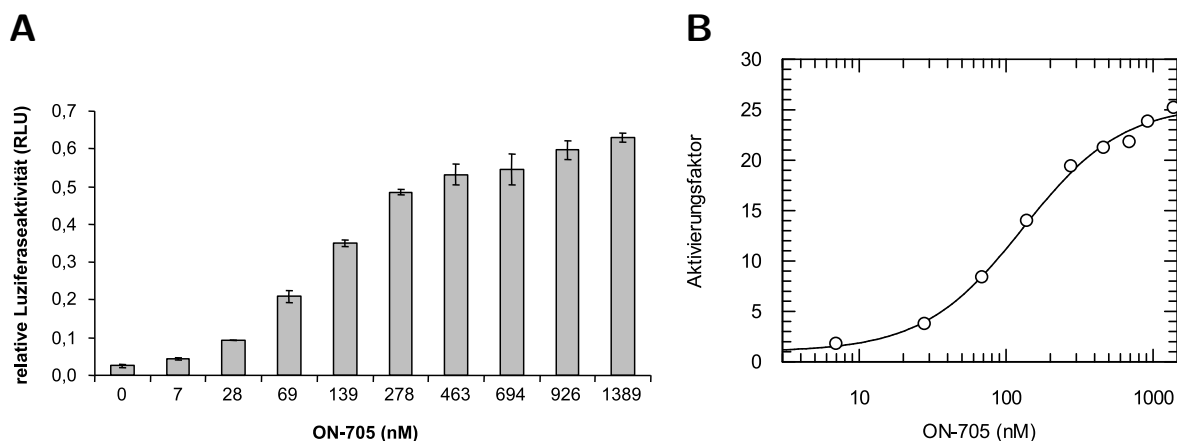 A
relative Luziferaseaktivität (RLU)
0,7
0,6
0,5
0,4
0,3
0,2
0,1
0,0
0 7 28 69 139 278 463 694 926 1389
ON-705 (nM)
B
Aktivierungsfaktor
30
25
20
15
10
5
0
10 100 1000
ON-705 (nM)